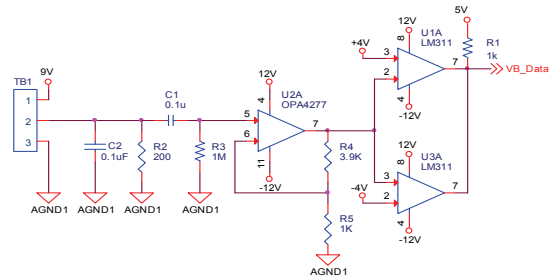 5V
12V
U1A
LM311
R1
1k
+4V
3
8
2
7
VB_Data
4
-12V
9V
TB1
1
2
3
C1
0.1u
12V
U2A
OPA4277
4
5
6
7
11
-12V
C2
0.1uF
R2
200
R3
1M
R4
3.9K
12V
U3A
LM311
8
3
2
7
-4V
4
-12V
R5
1K
AGND1
AGND1
AGND1
AGND1
AGND1